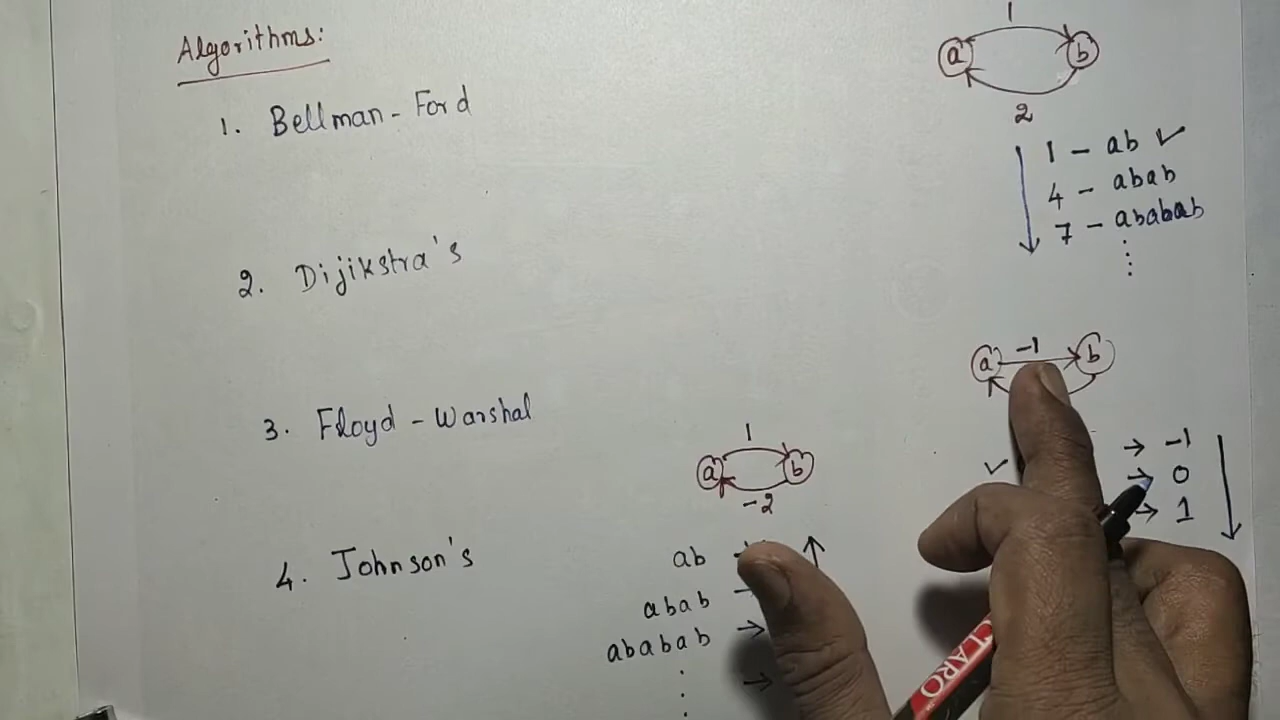 Algorithms:
1. Bellman-Ford
2. Dijikstra's
3. Floyd-Warshal
4. Johnson's
1
a b
2
1 - ab ✓
4 - abab
7 - ababab
⋮
-1
a b
✓
→ -1
→ 0
→ 1
1
a b
-2
ab
abab →
ababab →
⋮ →
CLARO